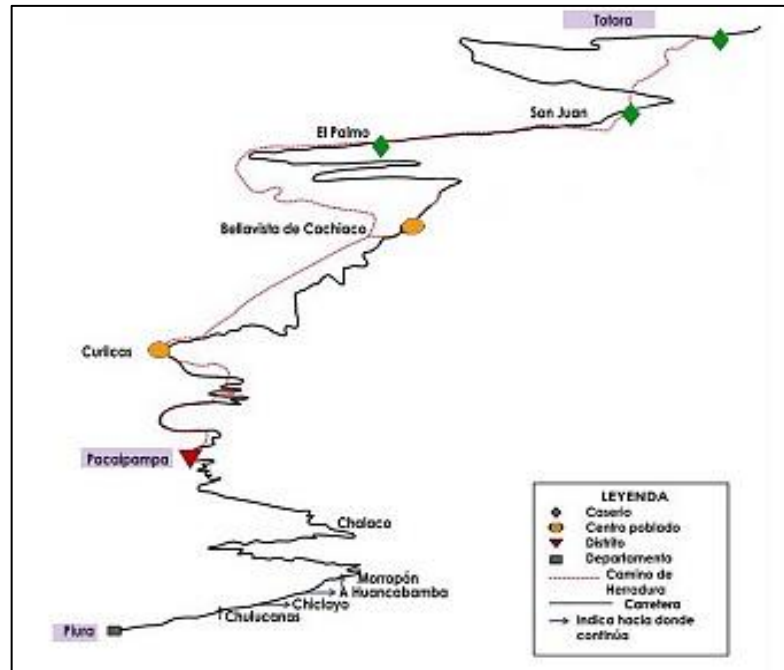 Totora
San Juan
El Palmo
Bellavista de Cachiaco
Curilcas
Pacaipampa
Chalaco
Morropón
A Huancabamba
Chiclayo
Chulucanas
Piura
LEYENDA
Caserío
Centro poblado
Distrito
Departamento
Camino de
Herradura
Carretera
Indica hacia donde
continúa